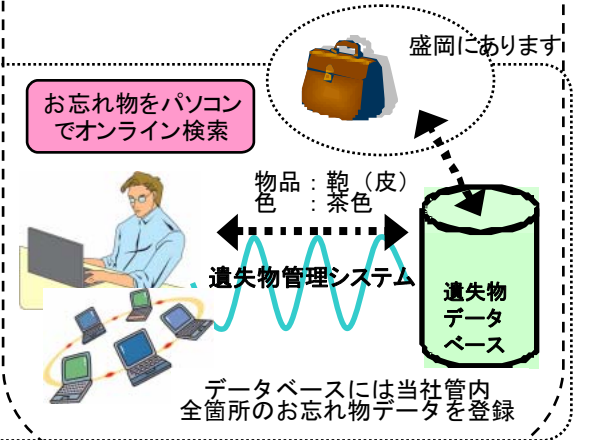 盛岡にあります
お忘れ物をパソコン
でオンライン検索
物品：鞄（皮）
色　：茶色
遺失物管理システム
遺失物
データ
ベース
データベースには当社管内
全箇所のお忘れ物データを登録